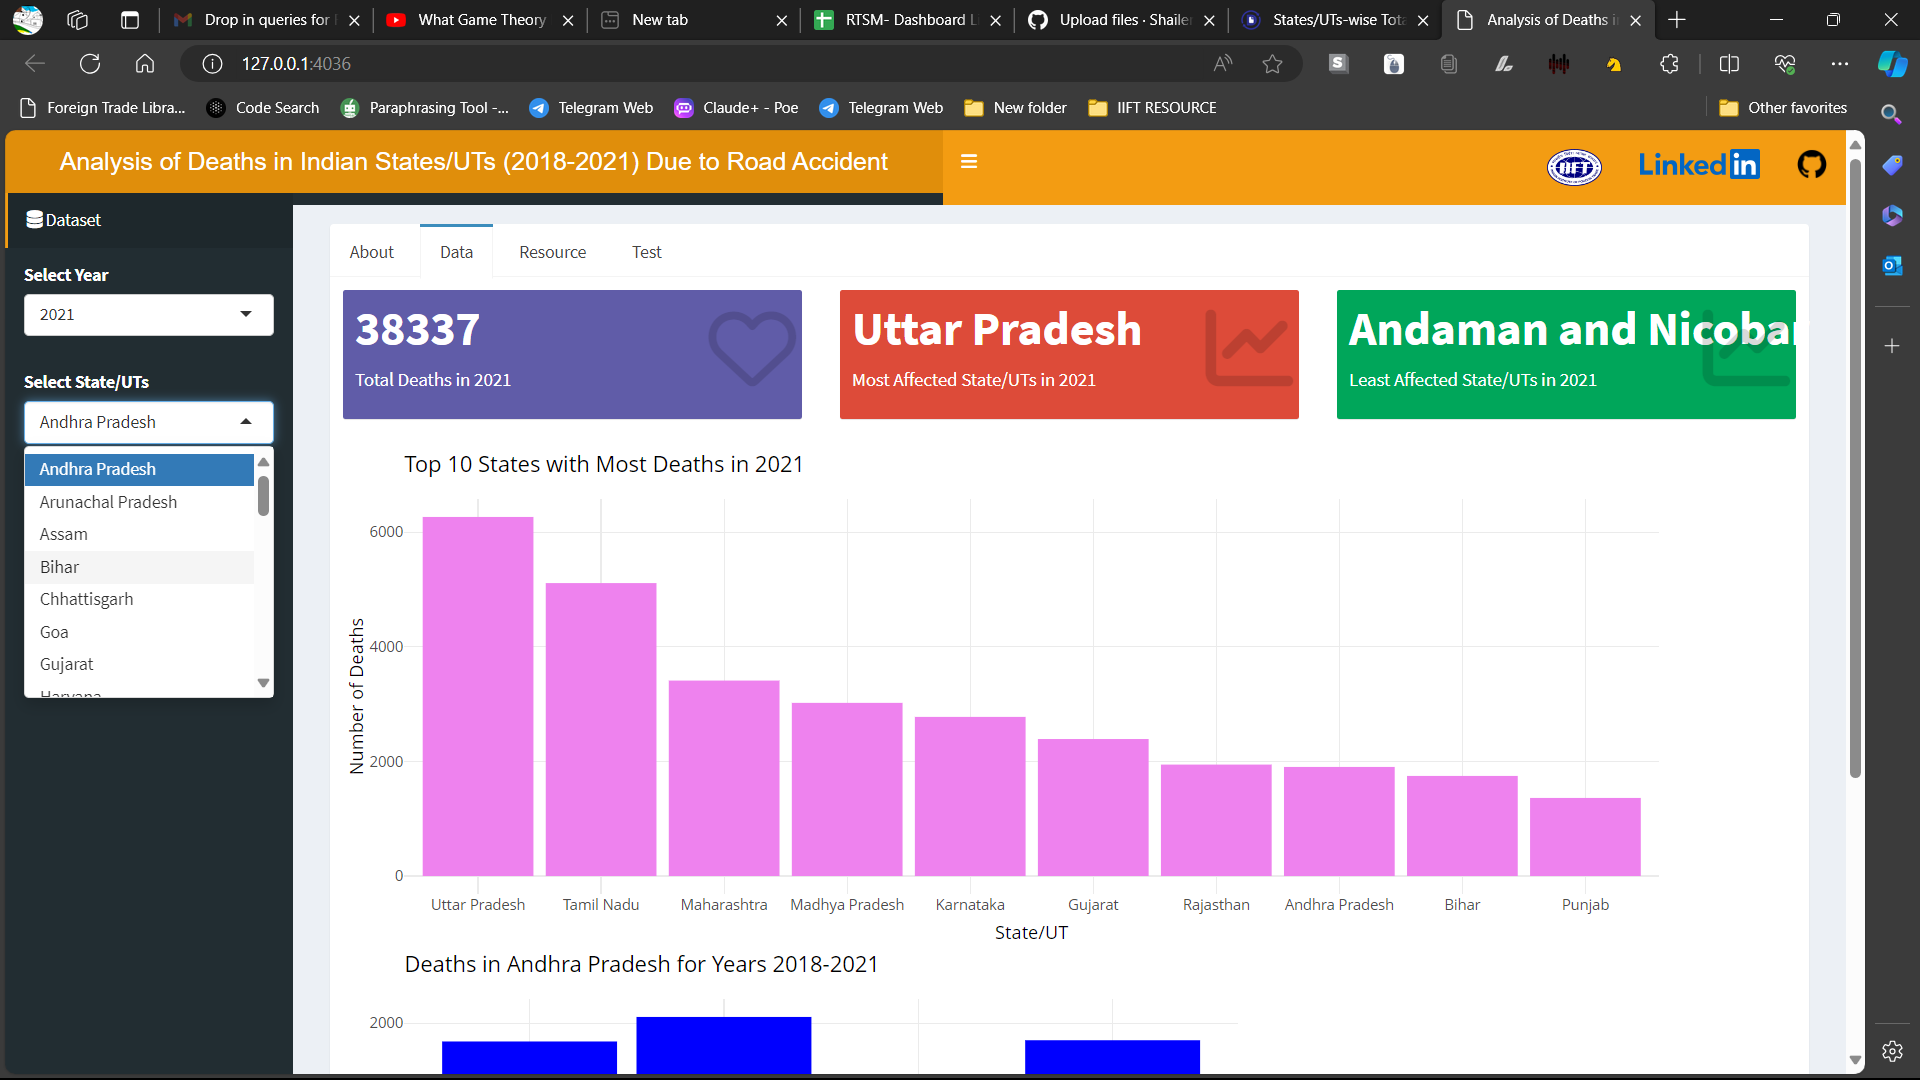 Drop in queries for
What Game Theory
New tab
RTSM- Dashboard L
Upload files · Shailer
States/UTs-wise Tota
Analysis of Deaths i
127.0.0.1:4036
Foreign Trade Libra...
Code Search
Paraphrasing Tool -...
Telegram Web
Claude+ - Poe
Telegram Web
New folder
IIFT RESOURCE
Other favorites
Analysis of Deaths in Indian States/UTs (2018-2021) Due to Road Accident
IIFT
Linked in
Dataset
Select Year
2021
Select State/UTs
Andhra Pradesh
Andhra Pradesh
Arunachal Pradesh
Assam
Bihar
Chhattisgarh
Goa
Gujarat
Haryana
About
Data
Resource
Test
38337
Total Deaths in 2021
Uttar Pradesh
Most Affected State/UTs in 2021
Andaman and Nicobar
Least Affected State/UTs in 2021
Top 10 States with Most Deaths in 2021
Number of Deaths
6000
4000
2000
0
Uttar Pradesh
Tamil Nadu
Maharashtra
Madhya Pradesh
Karnataka
Gujarat
Rajasthan
Andhra Pradesh
Bihar
Punjab
State/UT
Deaths in Andhra Pradesh for Years 2018-2021
2000